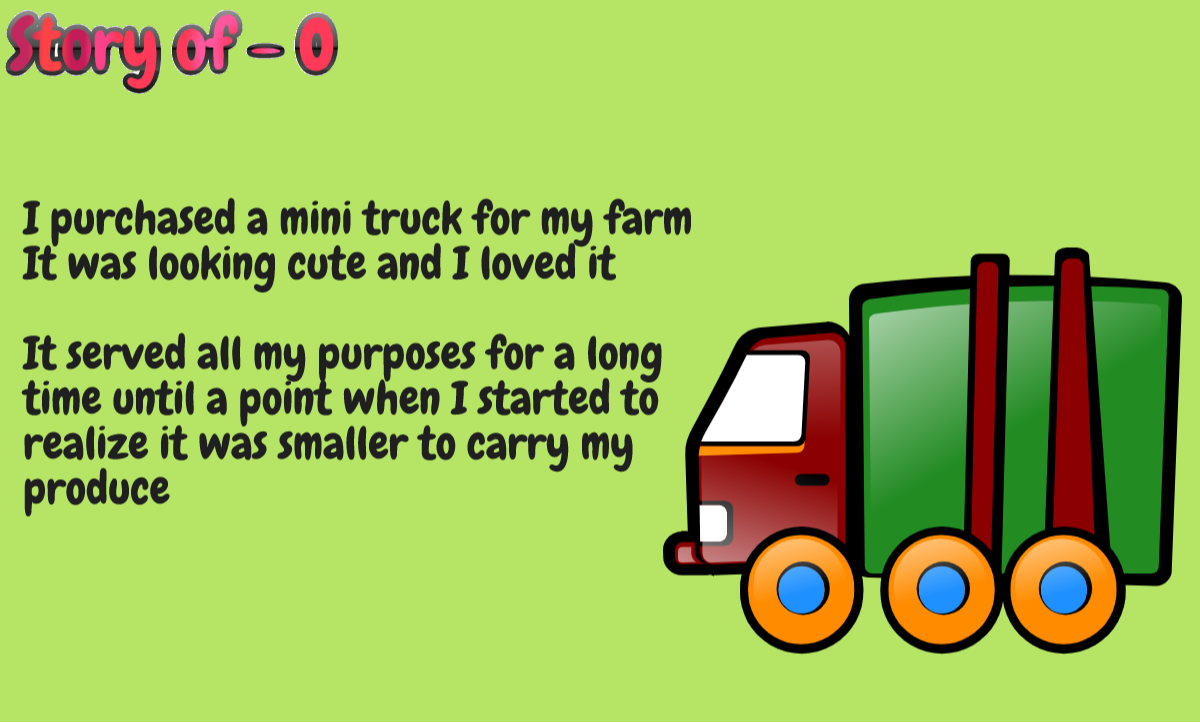 Story of - 0
I purchased a mini truck for my farm
It was looking cute and I loved it
It served all my purposes for a long
time until a point when I started to
realize it was smaller to carry my
produce